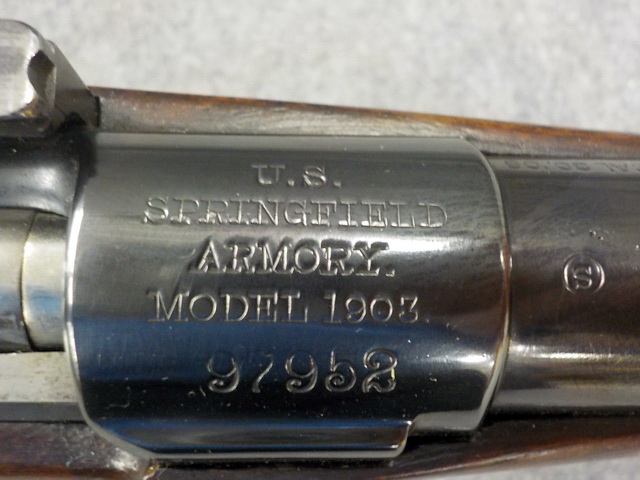 U.S.
SPRINGFIELD
ARMORY.
MODEL 1903.
97952
S